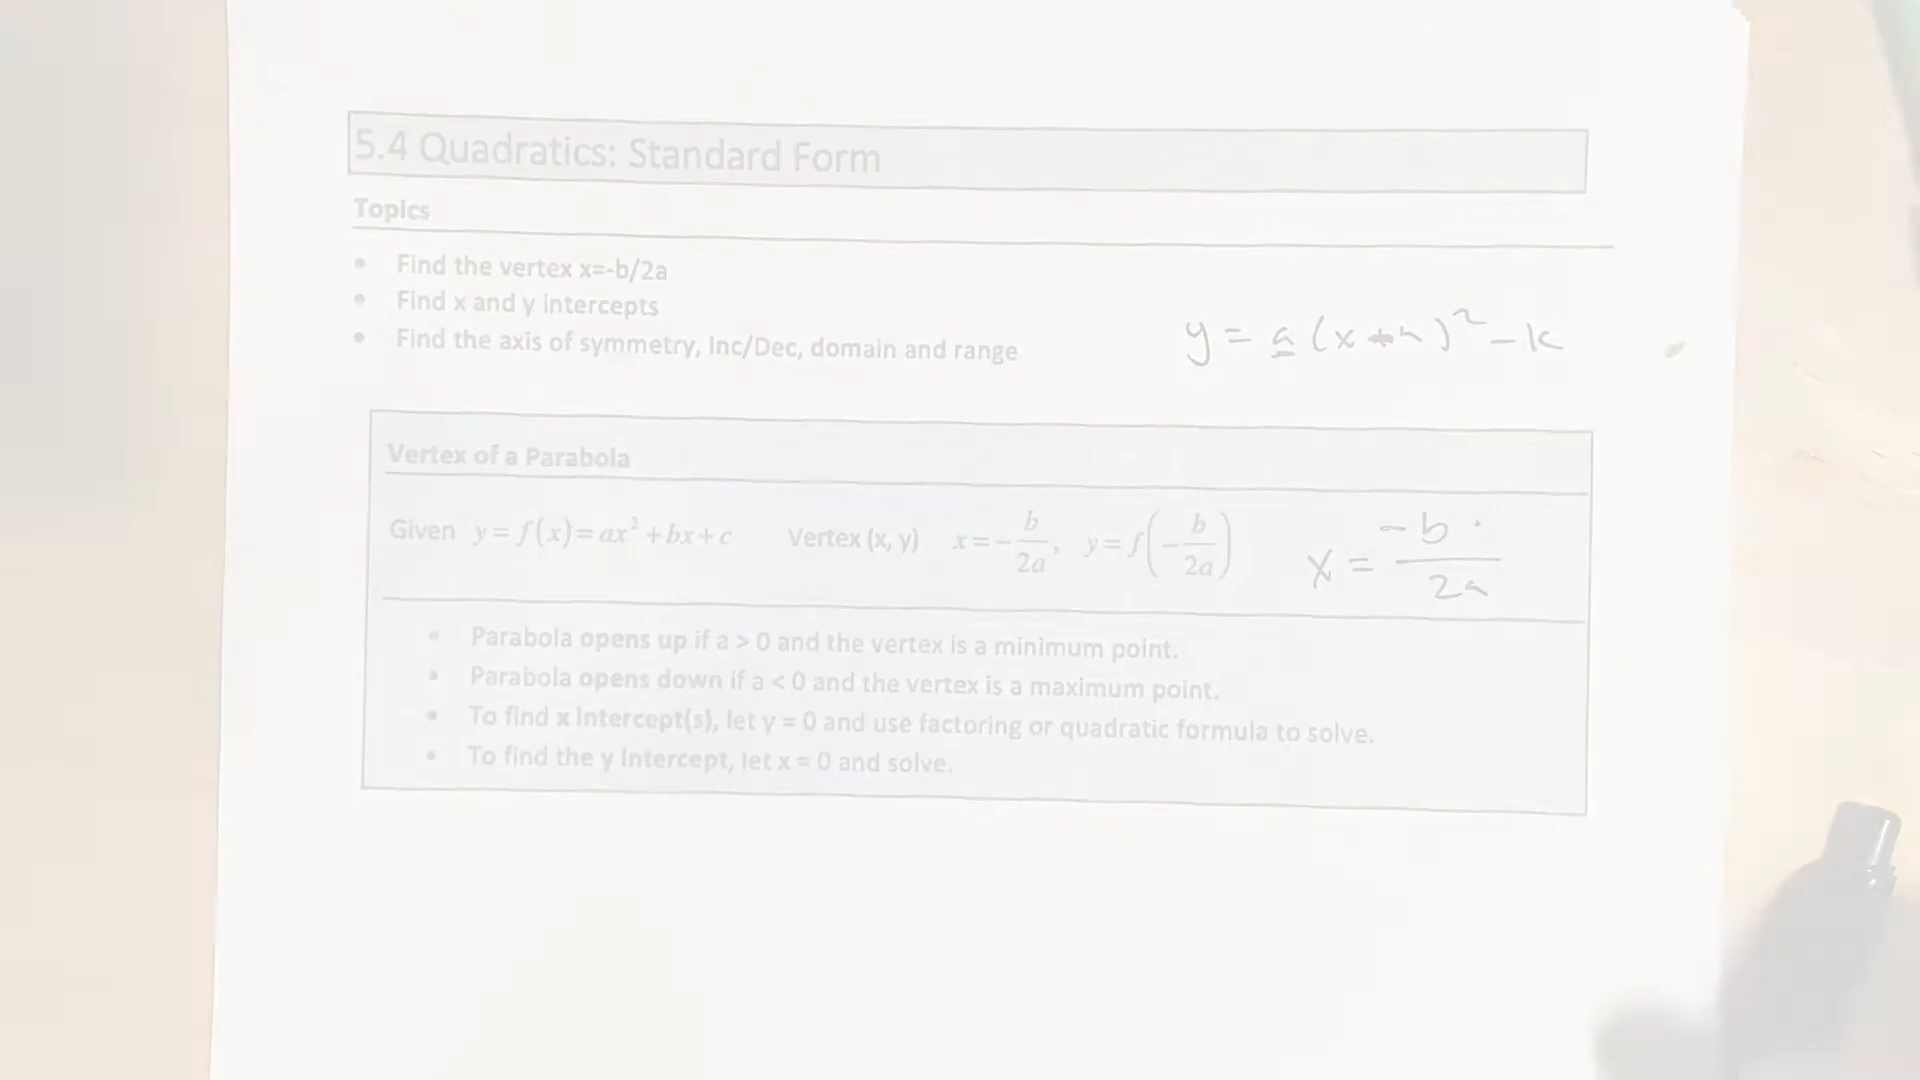 5.4 Quadratics: Standard Form
Topics
• Find the vertex x=-b/2a
• Find x and y intercepts
• Find the axis of symmetry, Inc/Dec, domain and range
y = a (x + h)² - k
Vertex of a Parabola
Given y = f(x) = ax² + bx + c Vertex (x, y) x = -b/2a, y = f(-b/2a) x = -b/2a
• Parabola opens up if a > 0 and the vertex is a minimum point.
• Parabola opens down if a < 0 and the vertex is a maximum point.
• To find x intercept(s), let y = 0 and use factoring or quadratic formula to solve.
• To find the y intercept, let x = 0 and solve.